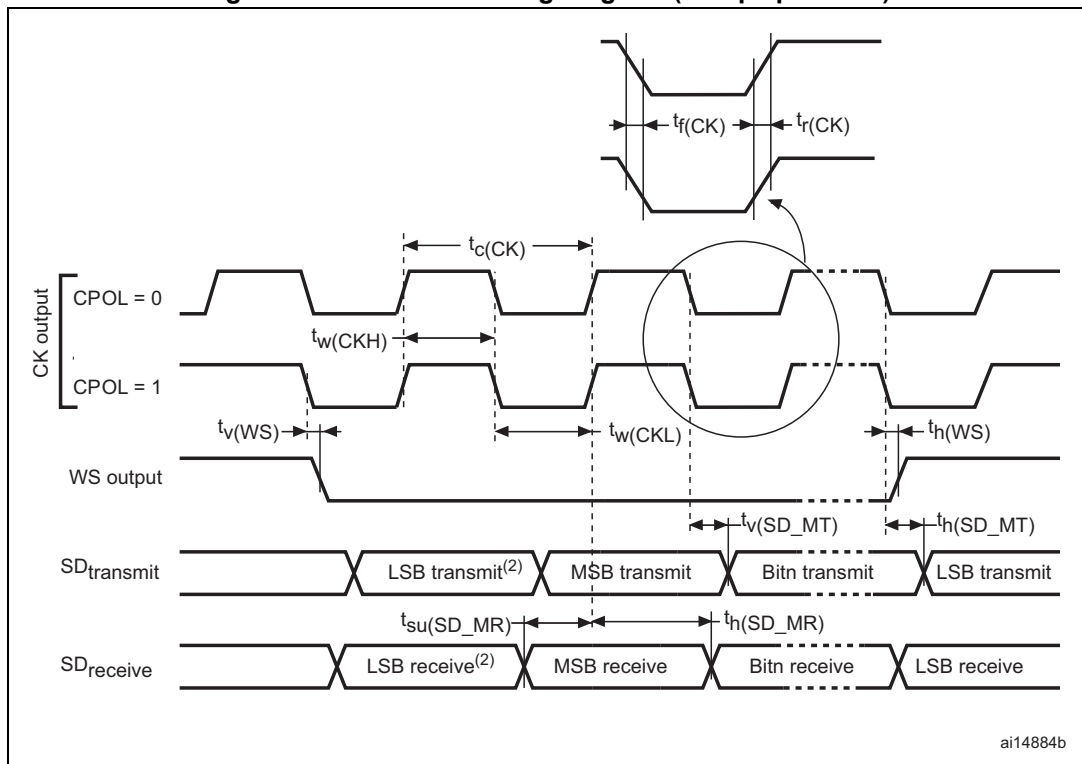 tf(CK)
tr(CK)
tc(CK)
CK output
CPOL = 0
tw(CKH)
CPOL = 1
tv(WS)
tw(CKL)
th(WS)
WS output
tv(SD_MT)
th(SD_MT)
SDtransmit
LSB transmit(2)
MSB transmit
Bitn transmit
LSB transmit
tsu(SD_MR)
th(SD_MR)
SDreceive
LSB receive(2)
MSB receive
Bitn receive
LSB receive
ai14884b